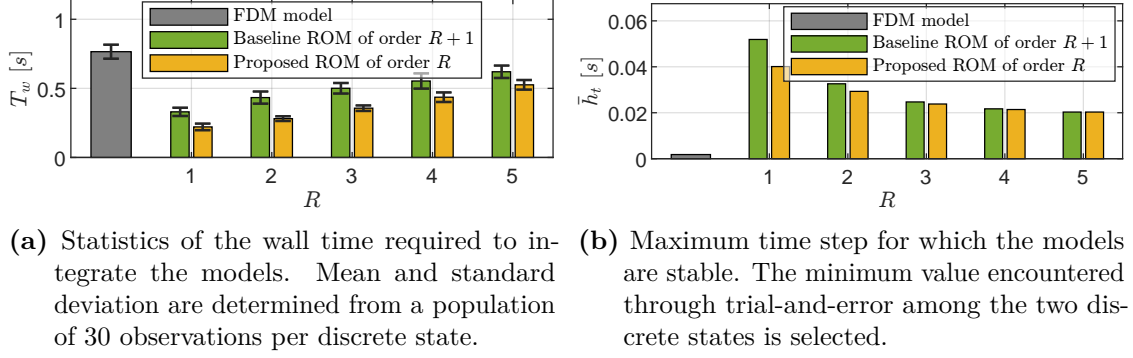 1
0.5
0
T_w [s]
FDM model
Baseline ROM of order R + 1
Proposed ROM of order R
1 2 3 4 5
R
0.06
0.04
0.02
0
h̄_t [s]
FDM model
Baseline ROM of order R + 1
Proposed ROM of order R
1 2 3 4 5
R
(a) Statistics of the wall time required to in-
tegrate the models. Mean and standard
deviation are determined from a population
of 30 observations per discrete state.
(b) Maximum time step for which the models
are stable. The minimum value encountered
through trial-and-error among the two dis-
crete states is selected.